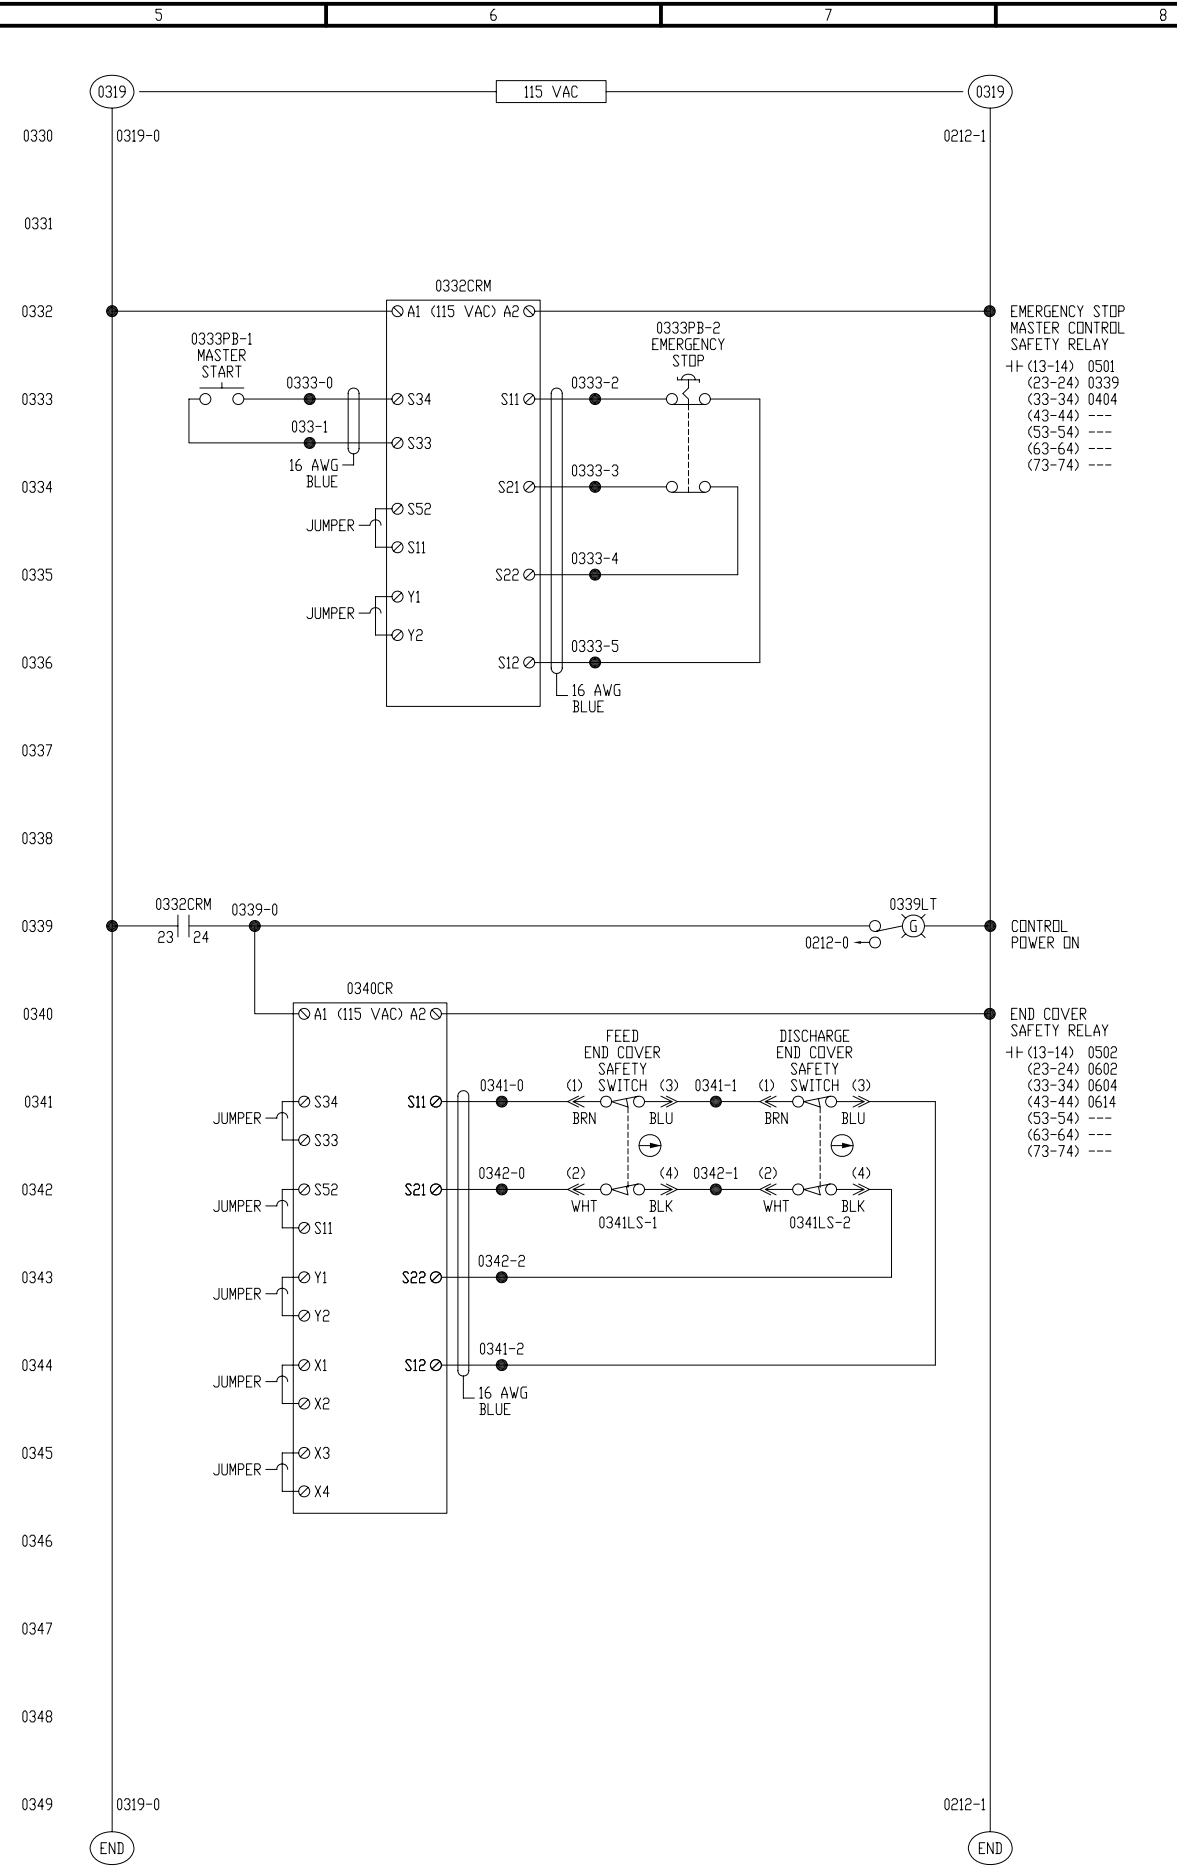 5 6 7 8
0319 115 VAC 0319
0330 0319-0 0212-1
0331
0332CRM
0332 A1 (115 VAC) A2 EMERGENCY STOP
MASTER CONTROL
SAFETY RELAY
0333PB-1
MASTER
START
0333PB-2
EMERGENCY
STOP
(13-14) 0501
(23-24) 0339
(33-34) 0404
(43-44) ---
(53-54) ---
(63-64) ---
(73-74) ---
0333 0333-0 S34 S11 0333-2
033-1 S33
16 AWG
BLUE
0334 S21 0333-3
JUMPER S52
S11
0335 S22 0333-4
JUMPER Y1
Y2
0336 S12 0333-5
16 AWG
BLUE
0337
0338
0332CRM 0339-0 0339LT
0339 23 24 G CONTROL
POWER ON
0212-0
0340CR
0340 A1 (115 VAC) A2 END COVER
SAFETY RELAY
(13-14) 0502
(23-24) 0602
(33-34) 0604
(43-44) 0614
(53-54) ---
(63-64) ---
(73-74) ---
FEED
END COVER
SAFETY
SWITCH
DISCHARGE
END COVER
SAFETY
SWITCH
0341 S34 S11 0341-0 (1) (3) 0341-1 (1) (3)
JUMPER BRN BLU BRN BLU
S33
0342 S52 S21 0342-0 (2) (4) 0342-1 (2) (4)
JUMPER WHT BLK WHT BLK
S11 0341LS-1 0341LS-2
0343 Y1 S22 0342-2
JUMPER
Y2
0344 X1 S12 0341-2
JUMPER
X2
16 AWG
BLUE
0345 X3
JUMPER
X4
0346
0347
0348
0349 0319-0 0212-1
END END